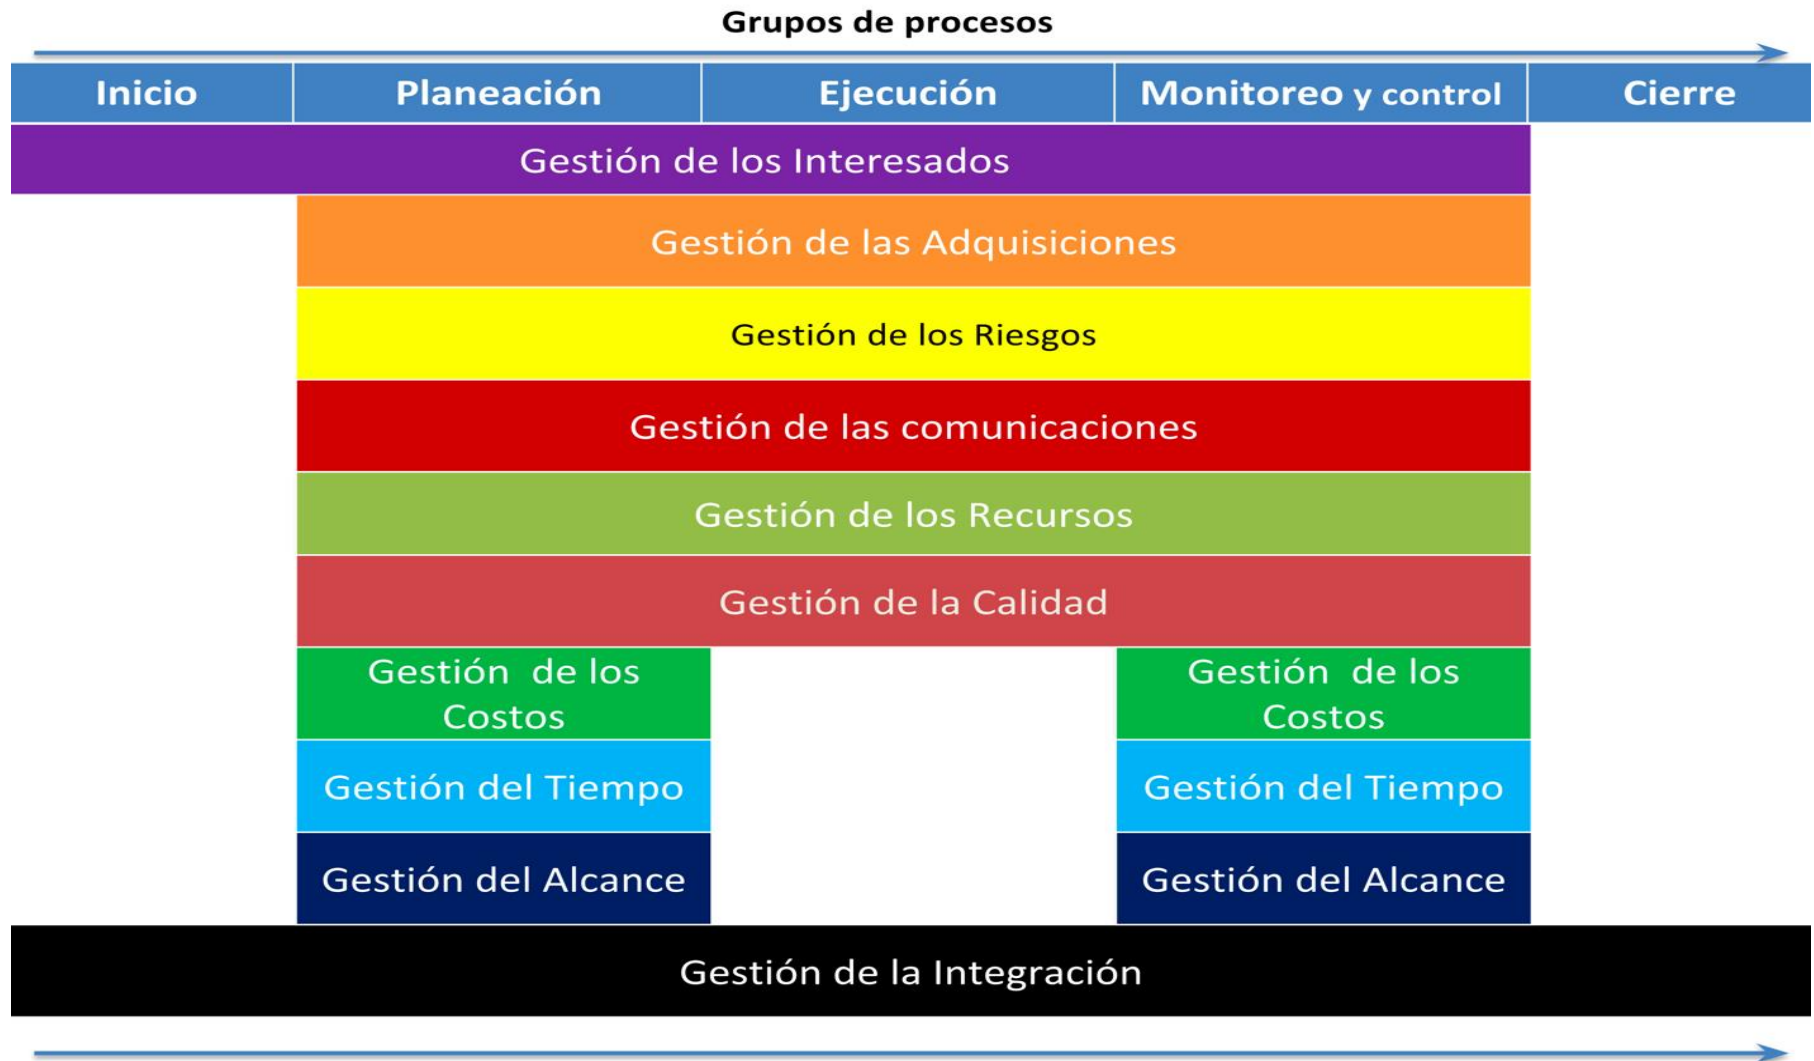 Grupos de procesos
Inicio Planeación Ejecución Monitoreo y control Cierre
Gestión de los Interesados
Gestión de las Adquisiciones
Gestión de los Riesgos
Gestión de las comunicaciones
Gestión de los Recursos
Gestión de la Calidad
Gestión de los
Costos
Gestión de los
Costos
Gestión del Tiempo Gestión del Tiempo
Gestión del Alcance Gestión del Alcance
Gestión de la Integración